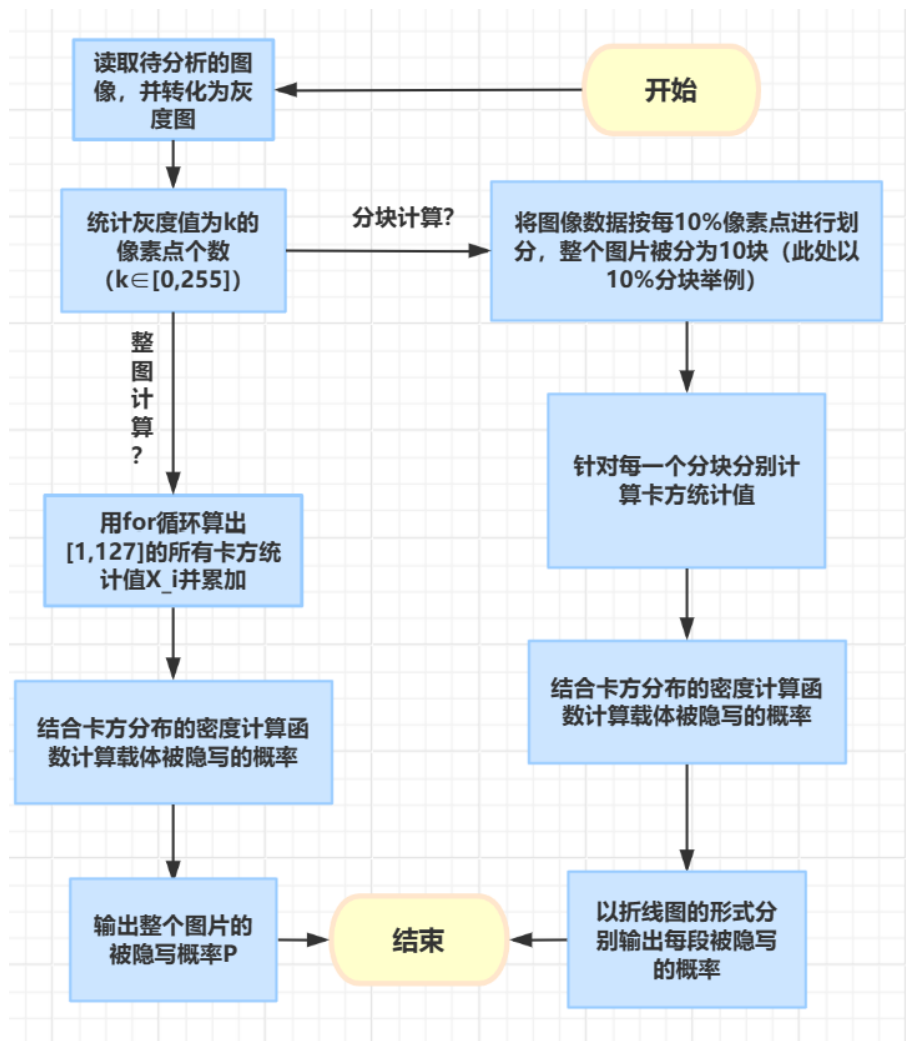 开始
读取待分析的图
像，并转化为灰
度图
统计灰度值为k的
像素点个数
（k∈[0,255]）
分块计算？
将图像数据按每10%像素点进行划
分，整个图片被分为10块（此处以
10%分块举例）
整
图
计
算
？
针对每一个分块分别计
算卡方统计值
用for循环算出
[1,127]的所有卡方统
计值X_i并累加
结合卡方分布的密度计算函
数计算载体被隐写的概率
结合卡方分布的密度计算函
数计算载体被隐写的概率
输出整个图片的
被隐写概率P
以折线图的形式分
别输出每段被隐写
的概率
结束